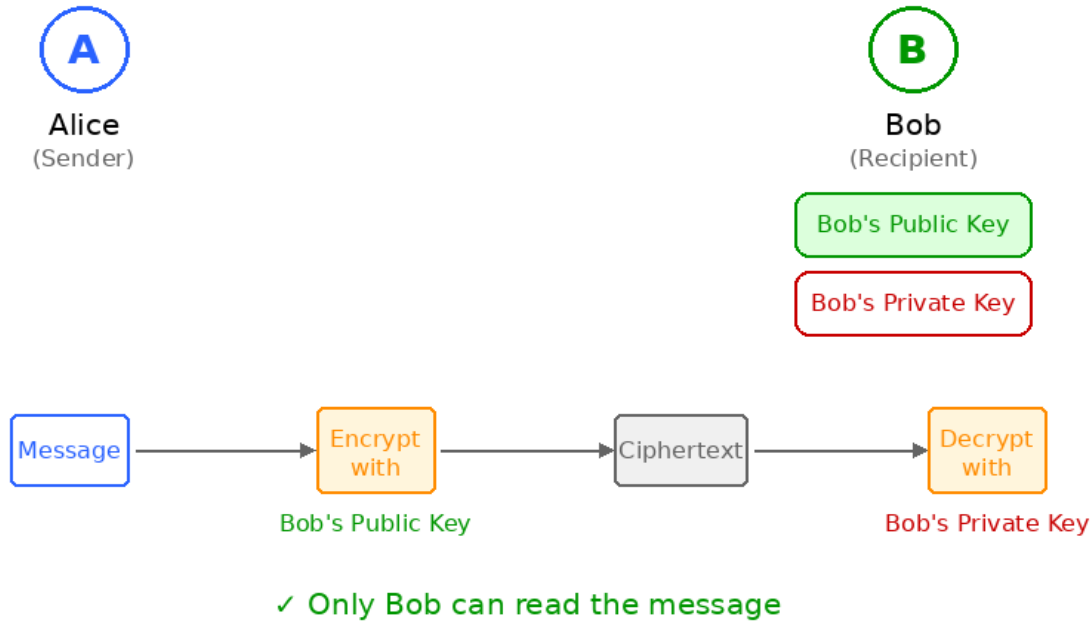 A
B
Alice
Bob
(Sender)
(Recipient)
Bob's Public Key
Bob's Private Key
Message
Encrypt
with
Ciphertext
Decrypt
with
Bob's Public Key
Bob's Private Key
✓ Only Bob can read the message